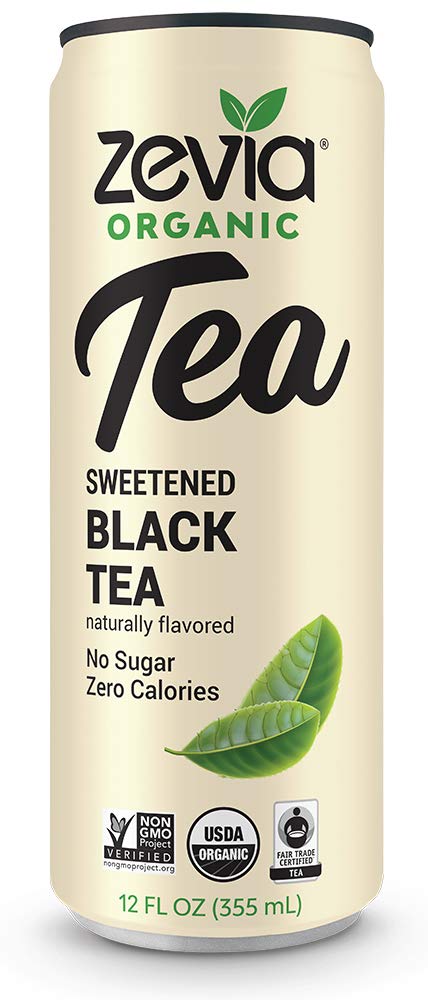 zevia®
ORGANIC
Tea
SWEETENED
BLACK
TEA
naturally flavored
No Sugar
Zero Calories
NON
GMO
Project
VERIFIED
nongmoproject.org
USDA
ORGANIC
FAIR TRADE
CERTIFIED
TEA
12 FL OZ (355 mL)